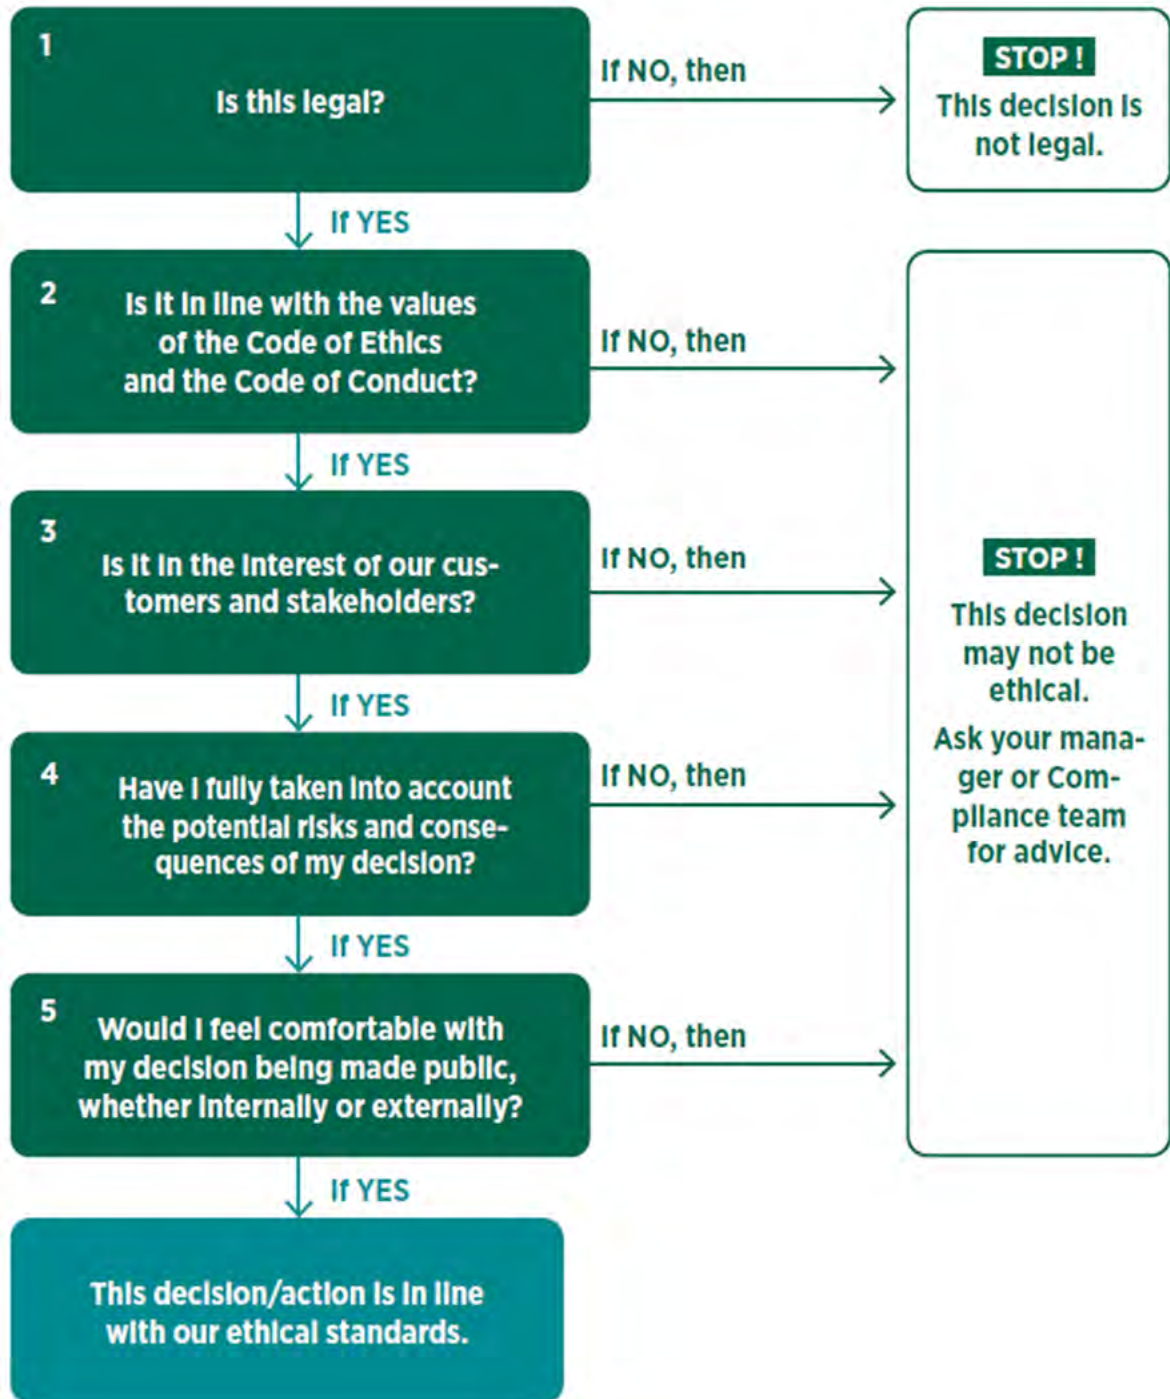 1
Is this legal?
If NO, then
STOP !
This decision is
not legal.
If YES
2
Is it in line with the values
of the Code of Ethics
and the Code of Conduct?
If NO, then
If YES
3
Is it in the interest of our cus-
tomers and stakeholders?
If NO, then
If YES
4
Have I fully taken into account
the potential risks and conse-
quences of my decision?
If NO, then
If YES
5
Would I feel comfortable with
my decision being made public,
whether internally or externally?
If NO, then
STOP !
This decision
may not be
ethical.
Ask your mana-
ger or Com-
pliance team
for advice.
If YES
This decision/action is in line
with our ethical standards.